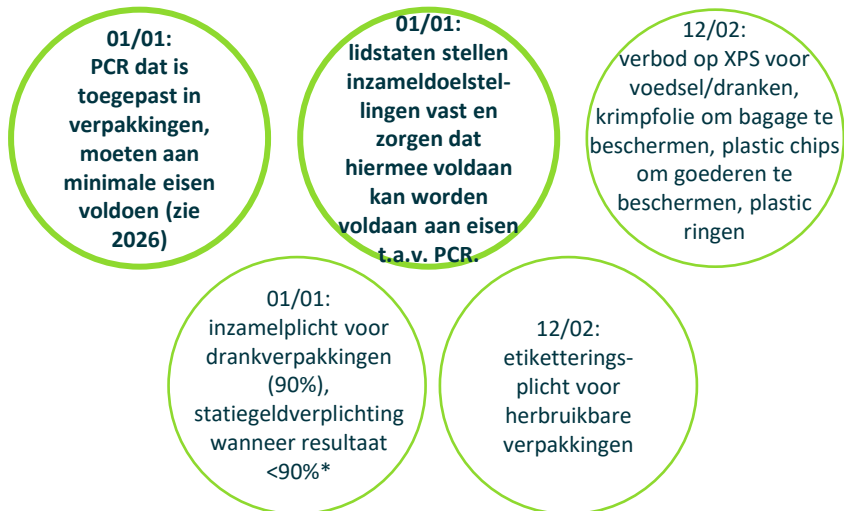 01/01:
PCR dat is
toegepast in
verpakkingen,
moeten aan
minimale eisen
voldoen (zie
2026)
01/01:
lidstaten stellen
inzameldoelstel-
lingen vast en
zorgen dat
hiermee voldaan
kan worden
voldaan aan eisen
t.a.v. PCR.
12/02:
verbod op XPS voor
voedsel/dranken,
krimpfolie om bagage te
beschermen, plastic chips
om goederen te
beschermen, plastic
ringen
01/01:
inzamelplicht voor
drankverpakkingen
(90%),
statiegeldverplichting
wanneer resultaat
<90%*
12/02:
etiketterings-
plicht voor
herbruikbare
verpakkingen